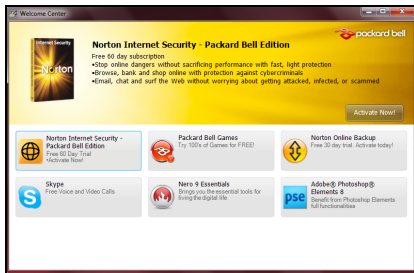 Welcome Center
packard bell
Internet Security
Norton
Norton Internet Security - Packard Bell Edition
Free 60 day subscription
•Stop online dangers without sacrificing performance with fast, light protection
•Browse, bank and shop online with protection against cybercriminals
•Email, chat and surf the Web without worrying about getting attacked, infected, or scammed
Activate Now!
Norton Internet Security -
Packard Bell Edition
Free 60 Day Trial
•Activate Now!
Packard Bell Games
Try 100's of Games for FREE!
Norton Online Backup
Free 30 day trial. Activate today!
Skype
Free Voice and Video Calls
Nero 9 Essentials
Brings you the essential tools for
living the digital life
pse
Adobe® Photoshop®
Elements 8
Benefit from Photoshop Elements
full functionalities